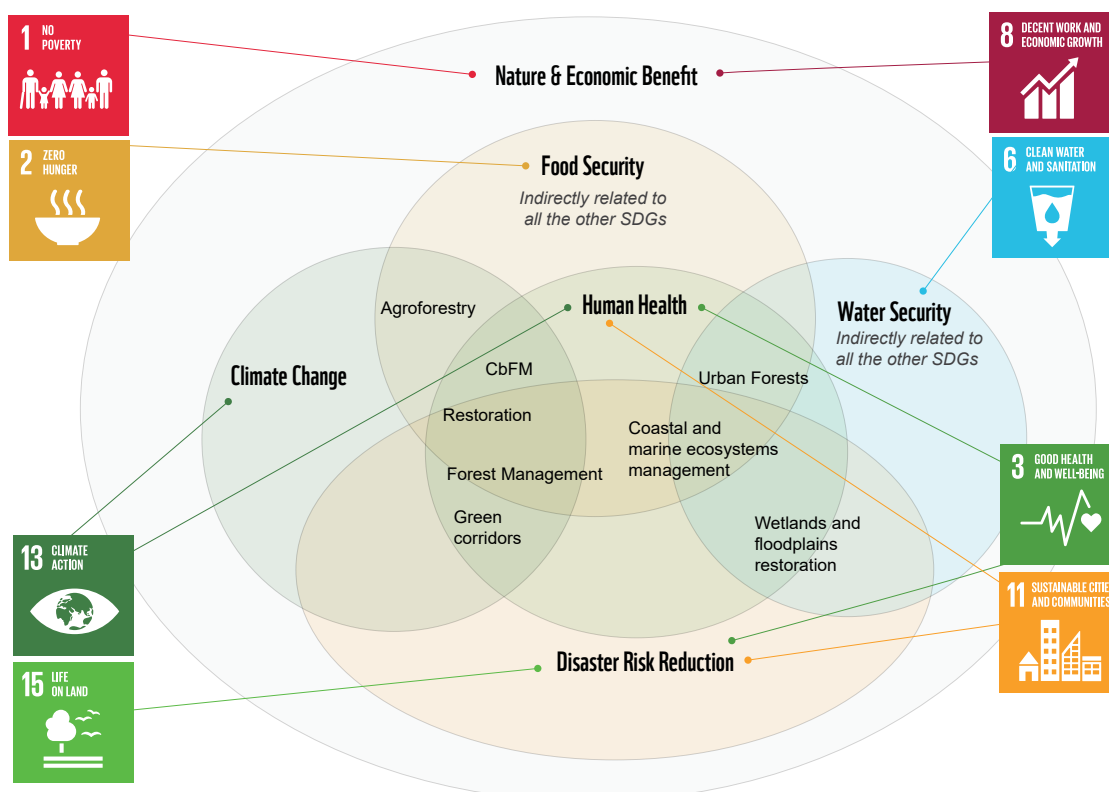 1 NO
POVERTY
8 DECENT WORK AND
ECONOMIC GROWTH
Nature & Economic Benefit
2 ZERO
HUNGER
6 CLEAN WATER
AND SANITATION
Food Security
Indirectly related to
all the other SDGs
Agroforestry
Human Health
Water Security
Indirectly related to
all the other SDGs
Climate Change
CbFM
Urban Forests
Restoration
Coastal and
marine ecosystems
management
Forest Management
3 GOOD HEALTH
AND WELL-BEING
Green
corridors
Wetlands and
floodplains
restoration
13 CLIMATE
ACTION
11 SUSTAINABLE CITIES
AND COMMUNITIES
Disaster Risk Reduction
15 LIFE
ON LAND